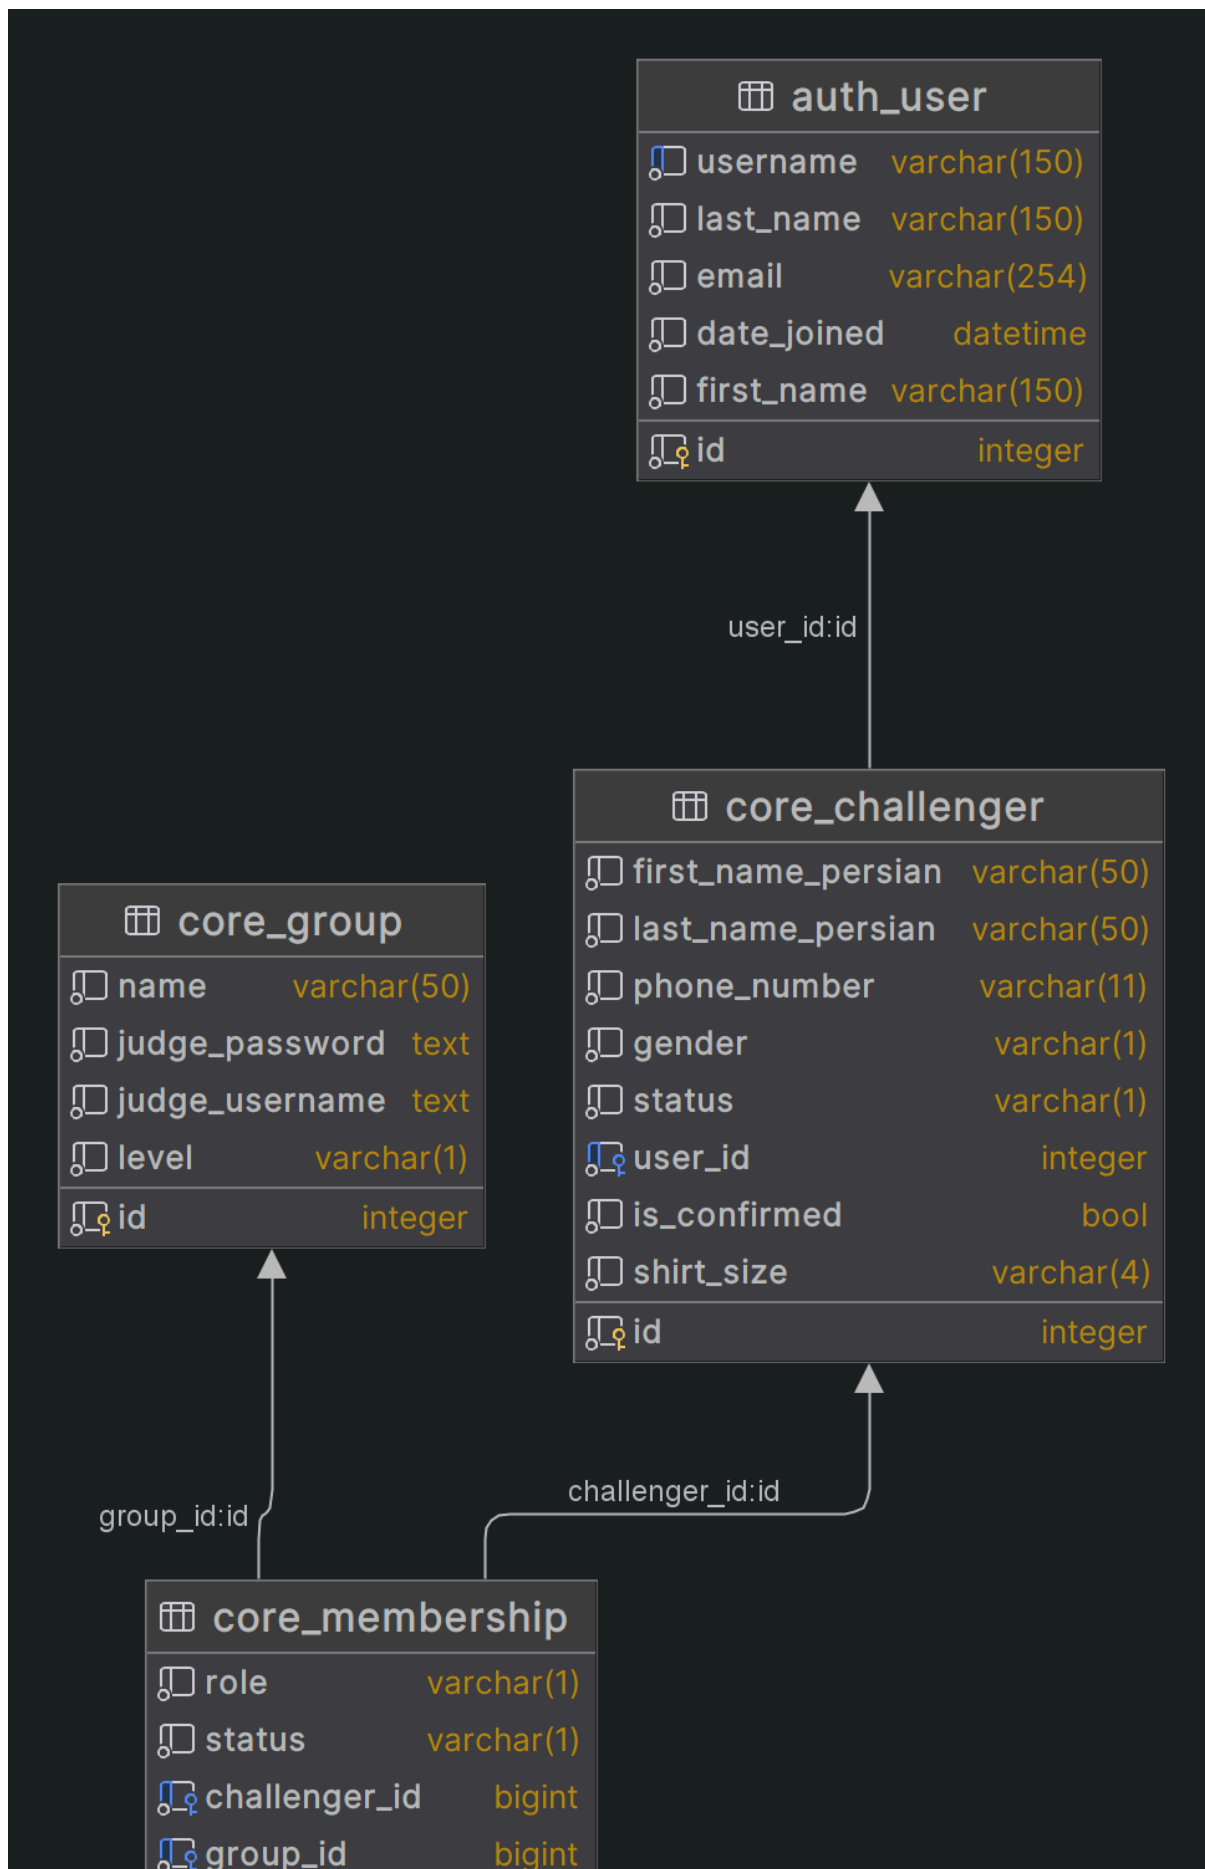 auth_user
username varchar(150)
last_name varchar(150)
email varchar(254)
date_joined datetime
first_name varchar(150)
id integer
user_id:id
core_challenger
first_name_persian varchar(50)
last_name_persian varchar(50)
phone_number varchar(11)
gender varchar(1)
status varchar(1)
user_id integer
is_confirmed bool
shirt_size varchar(4)
id integer
core_group
name varchar(50)
judge_password text
judge_username text
level varchar(1)
id integer
group_id:id
challenger_id:id
core_membership
role varchar(1)
status varchar(1)
challenger_id bigint
group_id bigint